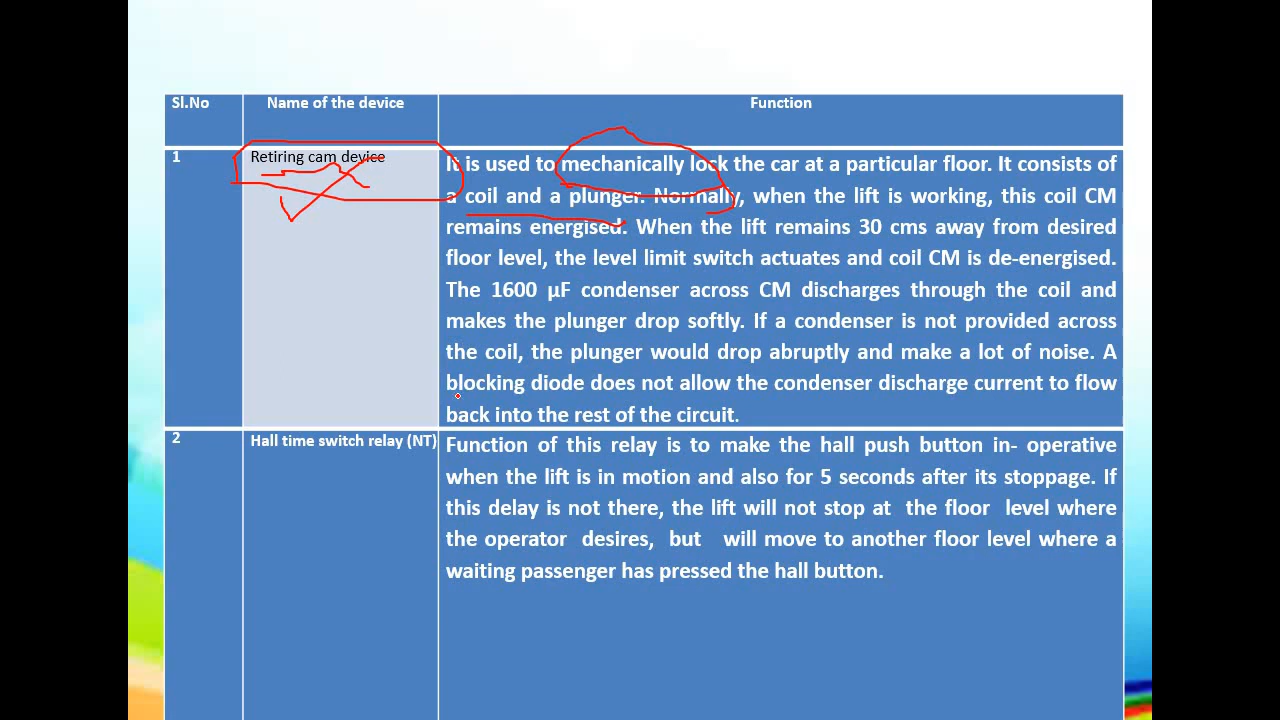 Sl.No Name of the device Function
1 Retiring cam device It is used to mechanically lock the car at a particular floor. It consists of
a coil and a plunger. Normally, when the lift is working, this coil CM
remains energised. When the lift remains 30 cms away from desired
floor level, the level limit switch actuates and coil CM is de-energised.
The 1600 µF condenser across CM discharges through the coil and
makes the plunger drop softly. If a condenser is not provided across
the coil, the plunger would drop abruptly and make a lot of noise. A
blocking diode does not allow the condenser discharge current to flow
back into the rest of the circuit.
2 Hall time switch relay (NT) Function of this relay is to make the hall push button in- operative
when the lift is in motion and also for 5 seconds after its stoppage. If
this delay is not there, the lift will not stop at the floor level where
the operator desires, but will move to another floor level where a
waiting passenger has pressed the hall button.